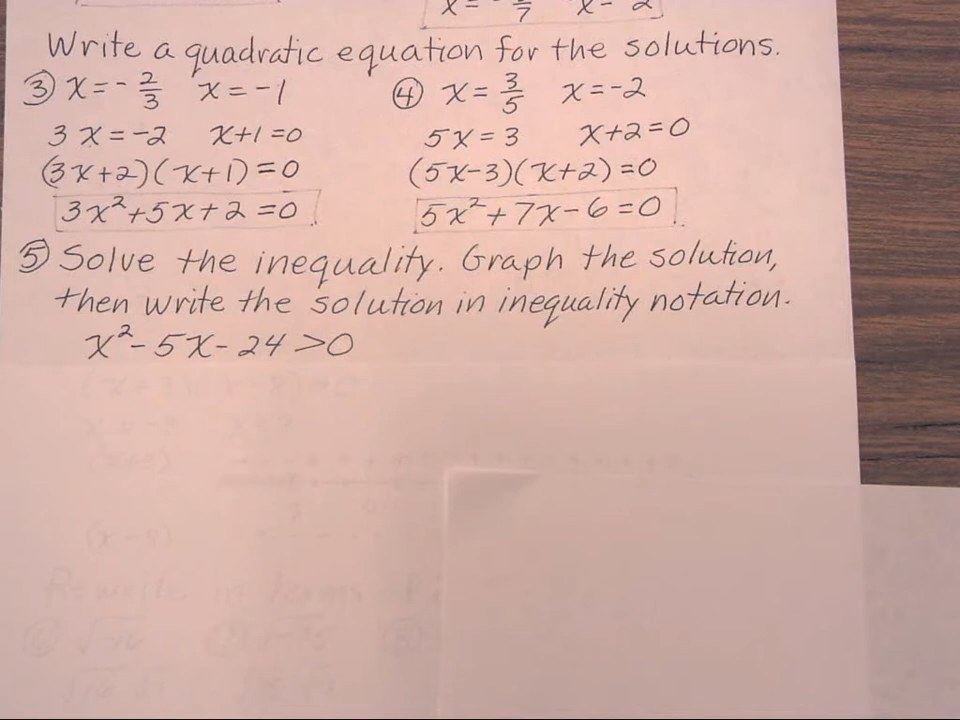 Write a quadratic equation for the solutions.
③ x = -2/3 x = -1
3x = -2 x+1=0
(3x+2)(x+1)=0
3x²+5x+2=0
④ x = 3/5 x = -2
5x = 3 x+2=0
(5x-3)(x+2)=0
5x²+7x-6=0
⑤ Solve the inequality. Graph the solution,
then write the solution in inequality notation.
x²-5x-24>0